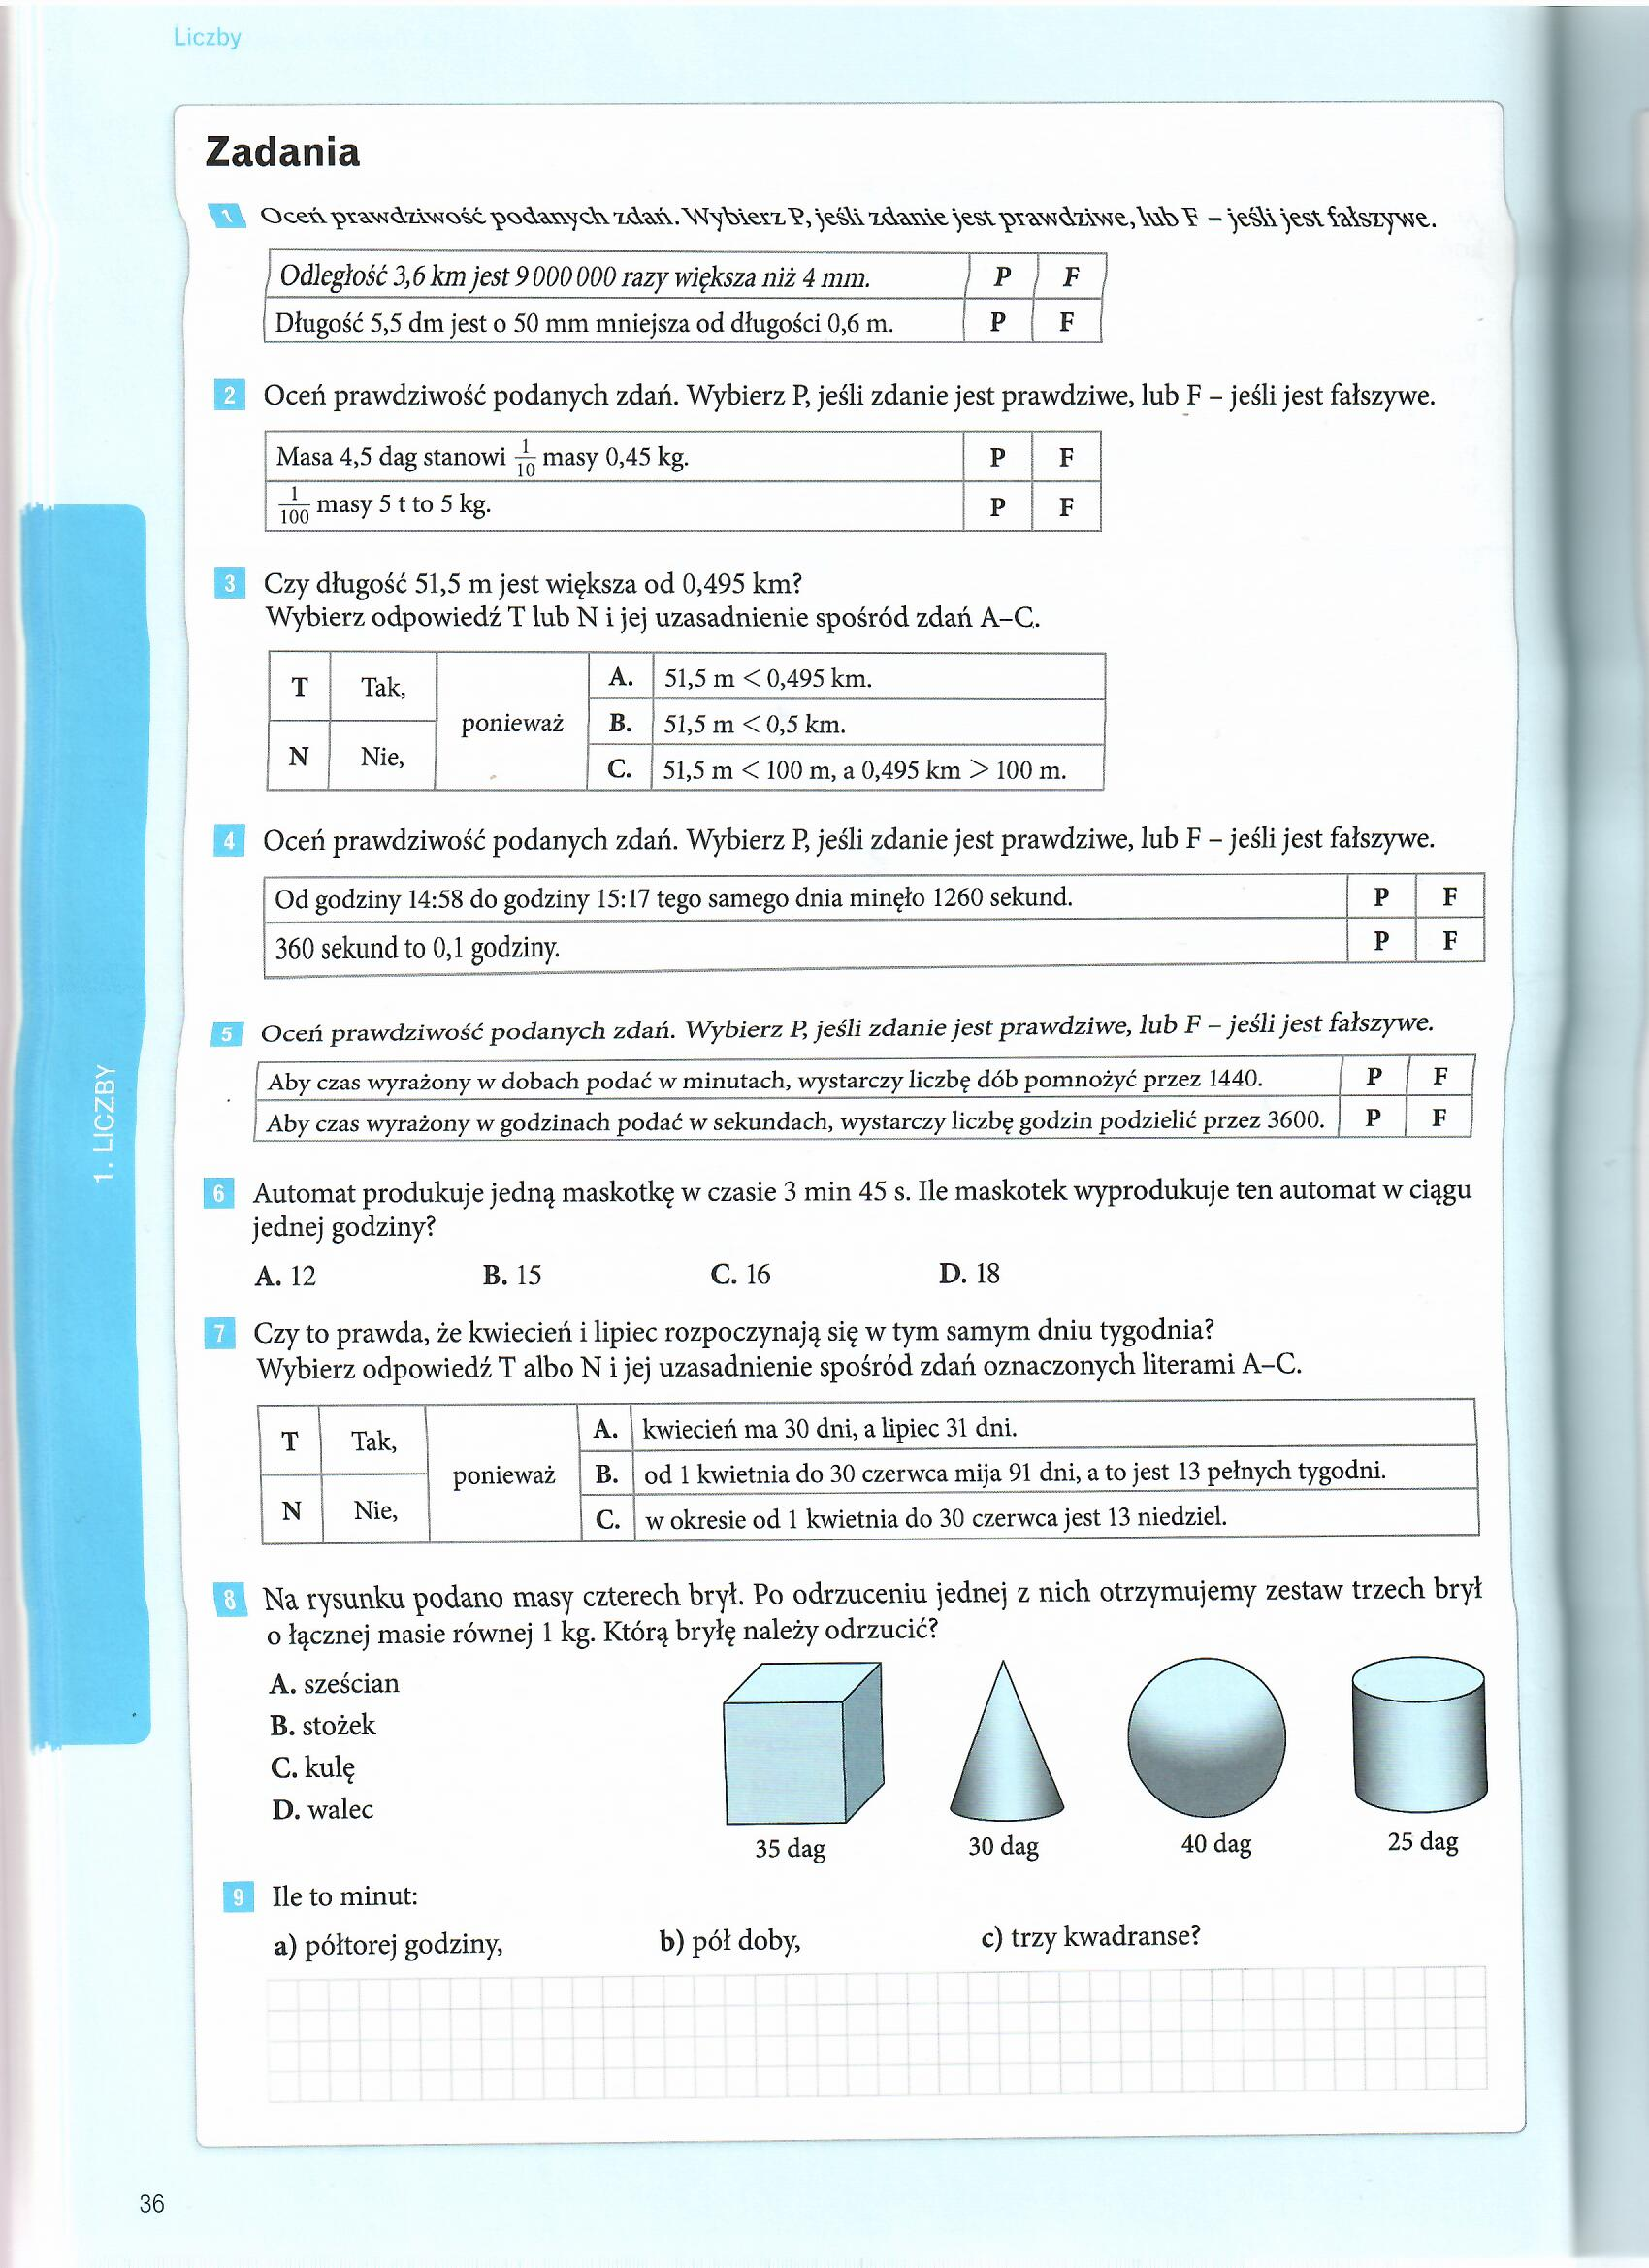 Liczby
Zadania
1 Oceń prawdziwość podanych zdań. Wybierz P, jeśli zdanie jest prawdziwe, lub F – jeśli jest fałszywe.
Odległość 3,6 km jest 9 000 000 razy większa niż 4 mm. P F
Długość 5,5 dm jest o 50 mm mniejsza od długości 0,6 m. P F
2 Oceń prawdziwość podanych zdań. Wybierz P, jeśli zdanie jest prawdziwe, lub F – jeśli jest fałszywe.
Masa 4,5 dag stanowi 1/10 masy 0,45 kg. P F
1/100 masy 5 t to 5 kg. P F
3 Czy długość 51,5 m jest większa od 0,495 km?
Wybierz odpowiedź T lub N i jej uzasadnienie spośród zdań A–C.
T Tak,
N Nie,
ponieważ
A. 51,5 m < 0,495 km.
B. 51,5 m < 0,5 km.
C. 51,5 m < 100 m, a 0,495 km > 100 m.
4 Oceń prawdziwość podanych zdań. Wybierz P, jeśli zdanie jest prawdziwe, lub F – jeśli jest fałszywe.
Od godziny 14:58 do godziny 15:17 tego samego dnia minęło 1260 sekund. P F
360 sekund to 0,1 godziny. P F
5 Oceń prawdziwość podanych zdań. Wybierz P, jeśli zdanie jest prawdziwe, lub F – jeśli jest fałszywe.
Aby czas wyrażony w dobach podać w minutach, wystarczy liczbę dób pomnożyć przez 1440. P F
Aby czas wyrażony w godzinach podać w sekundach, wystarczy liczbę godzin podzielić przez 3600. P F
6 Automat produkuje jedną maskotkę w czasie 3 min 45 s. Ile maskotek wyprodukuje ten automat w ciągu
jednej godziny?
A. 12 B. 15 C. 16 D. 18
7 Czy to prawda, że kwiecień i lipiec rozpoczynają się w tym samym dniu tygodnia?
Wybierz odpowiedź T albo N i jej uzasadnienie spośród zdań oznaczonych literami A–C.
T Tak,
N Nie,
ponieważ
A. kwiecień ma 30 dni, a lipiec 31 dni.
B. od 1 kwietnia do 30 czerwca mija 91 dni, a to jest 13 pełnych tygodni.
C. w okresie od 1 kwietnia do 30 czerwca jest 13 niedziel.
8 Na rysunku podano masy czterech brył. Po odrzuceniu jednej z nich otrzymujemy zestaw trzech brył
o łącznej masie równej 1 kg. Którą bryłę należy odrzucić?
A. sześcian
B. stożek
C. kulę
D. walec
35 dag 30 dag 40 dag 25 dag
9 Ile to minut:
a) półtorej godziny, b) pół doby, c) trzy kwadranse?
1. LICZBY
36